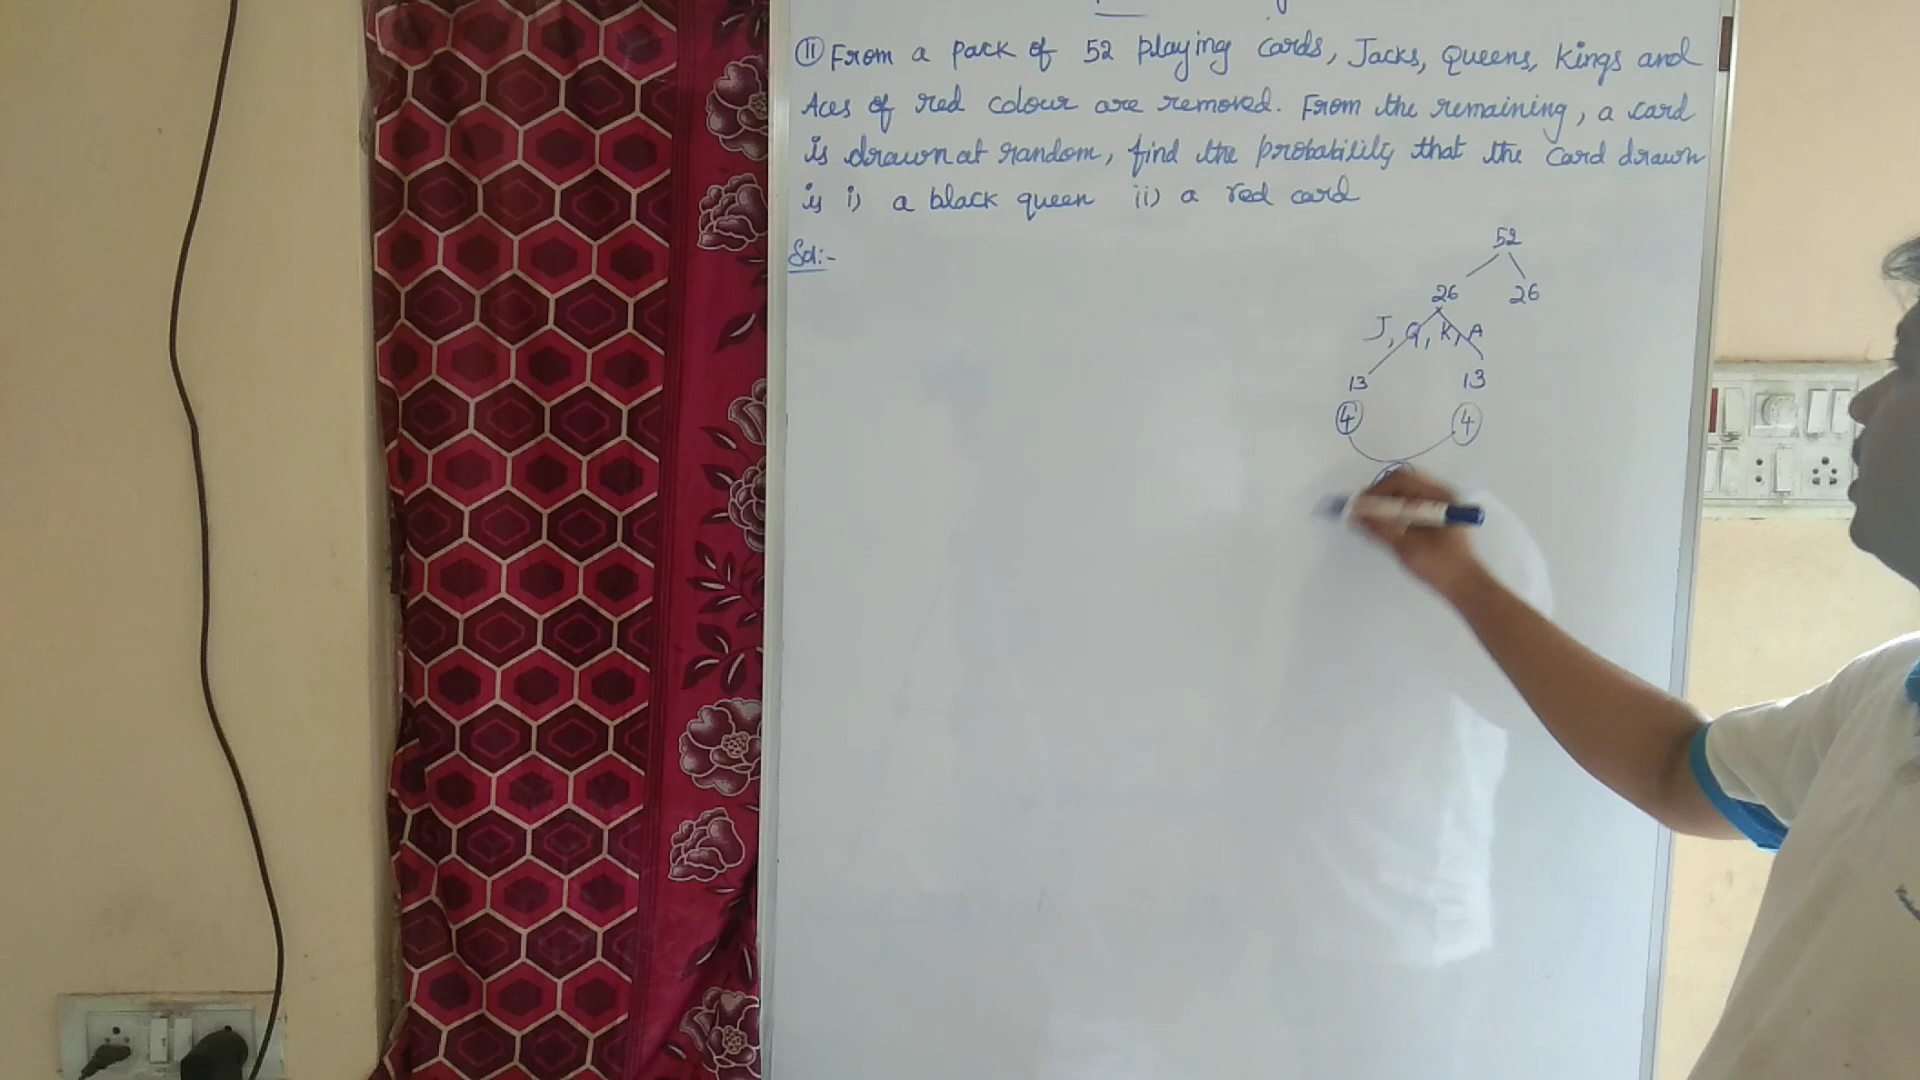 11 From a pack of 52 playing cards, Jacks, Queens, Kings and
Aces of red colour are removed. From the remaining, a card
is drawn at random, find the probability that the card drawn
is i) a black queen ii) a red card
Sol:-
52
26 26
J, Q, K, A
13 13
4 4